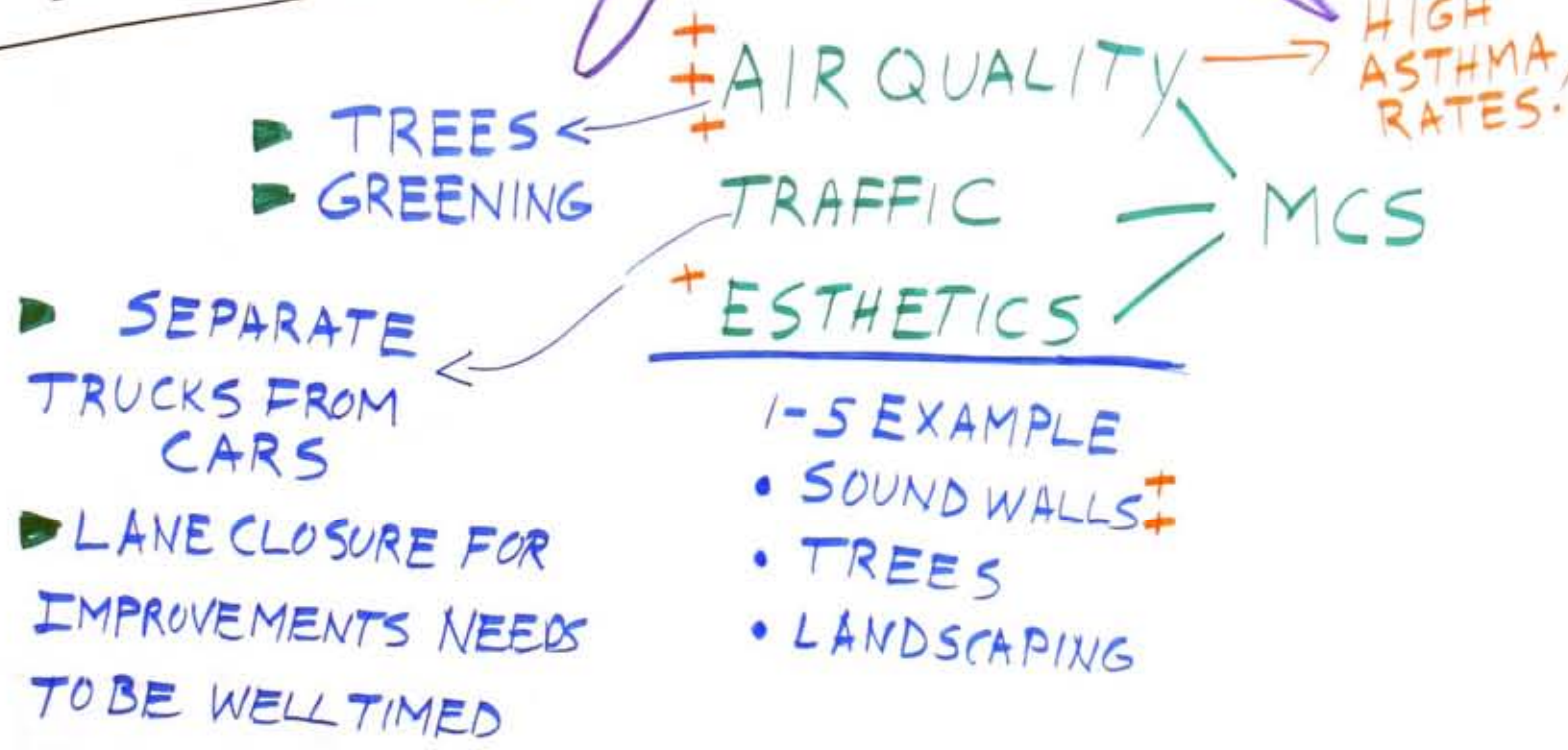 HIGH
ASTHMA
RATES.
+
+ AIR QUALITY →
+
▶ TREES ←
▶ GREENING
TRAFFIC
MCS
+ ESTHETICS
▶ SEPARATE
TRUCKS FROM
CARS
▶ LANE CLOSURE FOR
IMPROVEMENTS NEEDS
TO BE WELL TIMED
I-5 EXAMPLE
• SOUND WALLS ++
• TREES
• LANDSCAPING